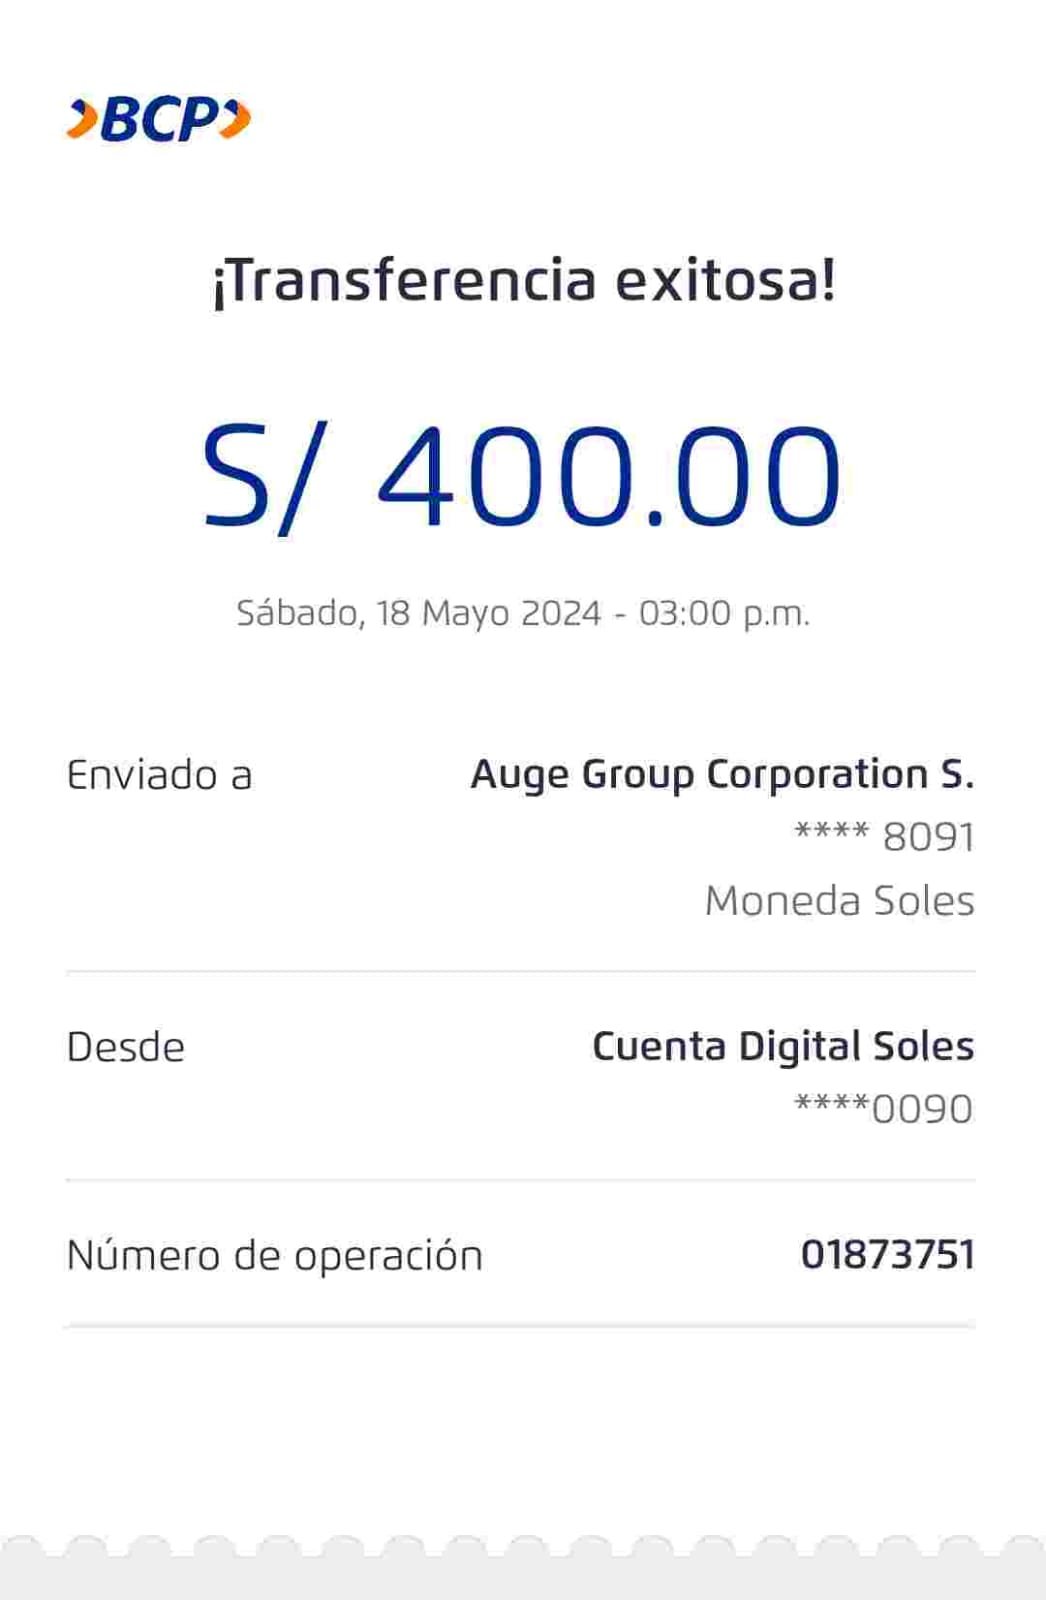 BCP
¡Transferencia exitosa!
S/ 400.00
Sábado, 18 Mayo 2024 - 03:00 p.m.
Enviado a
Auge Group Corporation S.
**** 8091
Moneda Soles
Desde
Cuenta Digital Soles
****0090
Número de operación
01873751